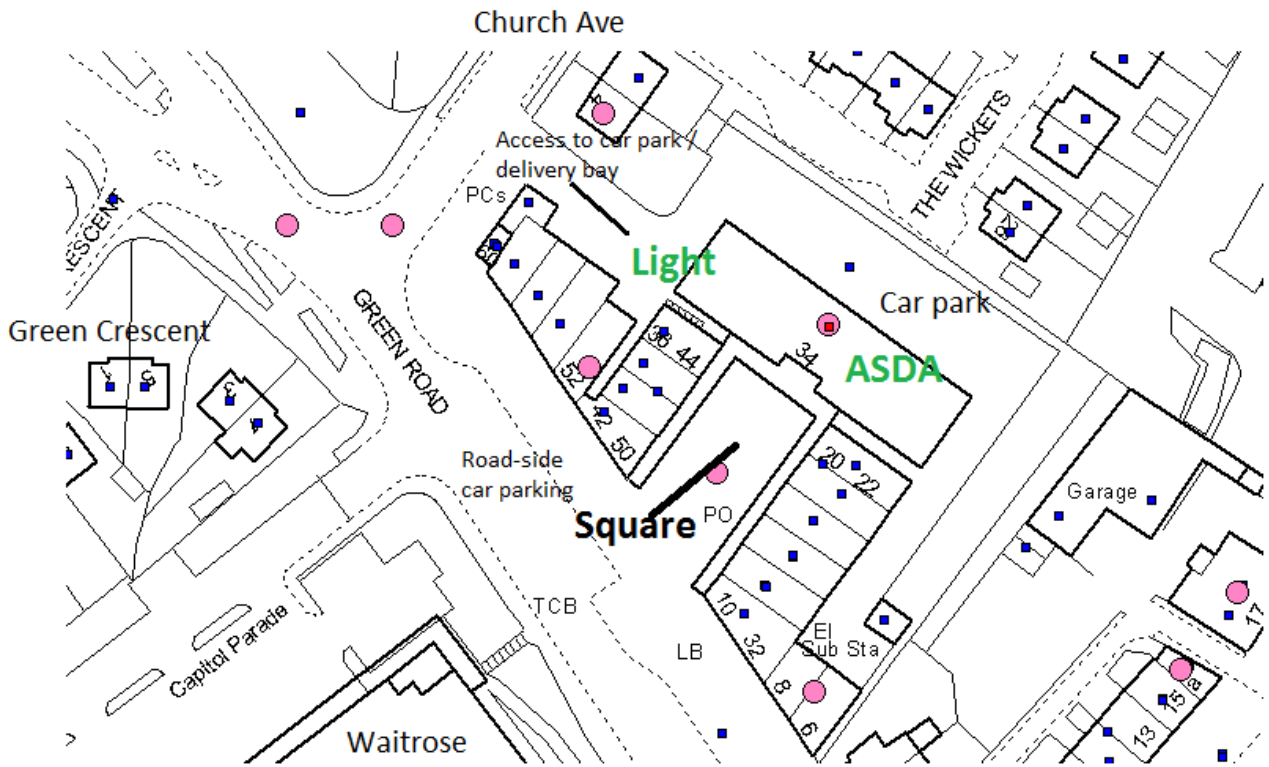 Church Ave
Access to car park /
delivery bay
PCs
THE WICKETS
Light
Car park
GREEN ROAD
Green Crescent
34
ASDA
36
44
52
42
50
Road-side
car parking
20
22
Garage
Square
PO
TCB
10
32
El
Sub Sta
LB
8
6
17
15
13
Capitol Parade
Waitrose